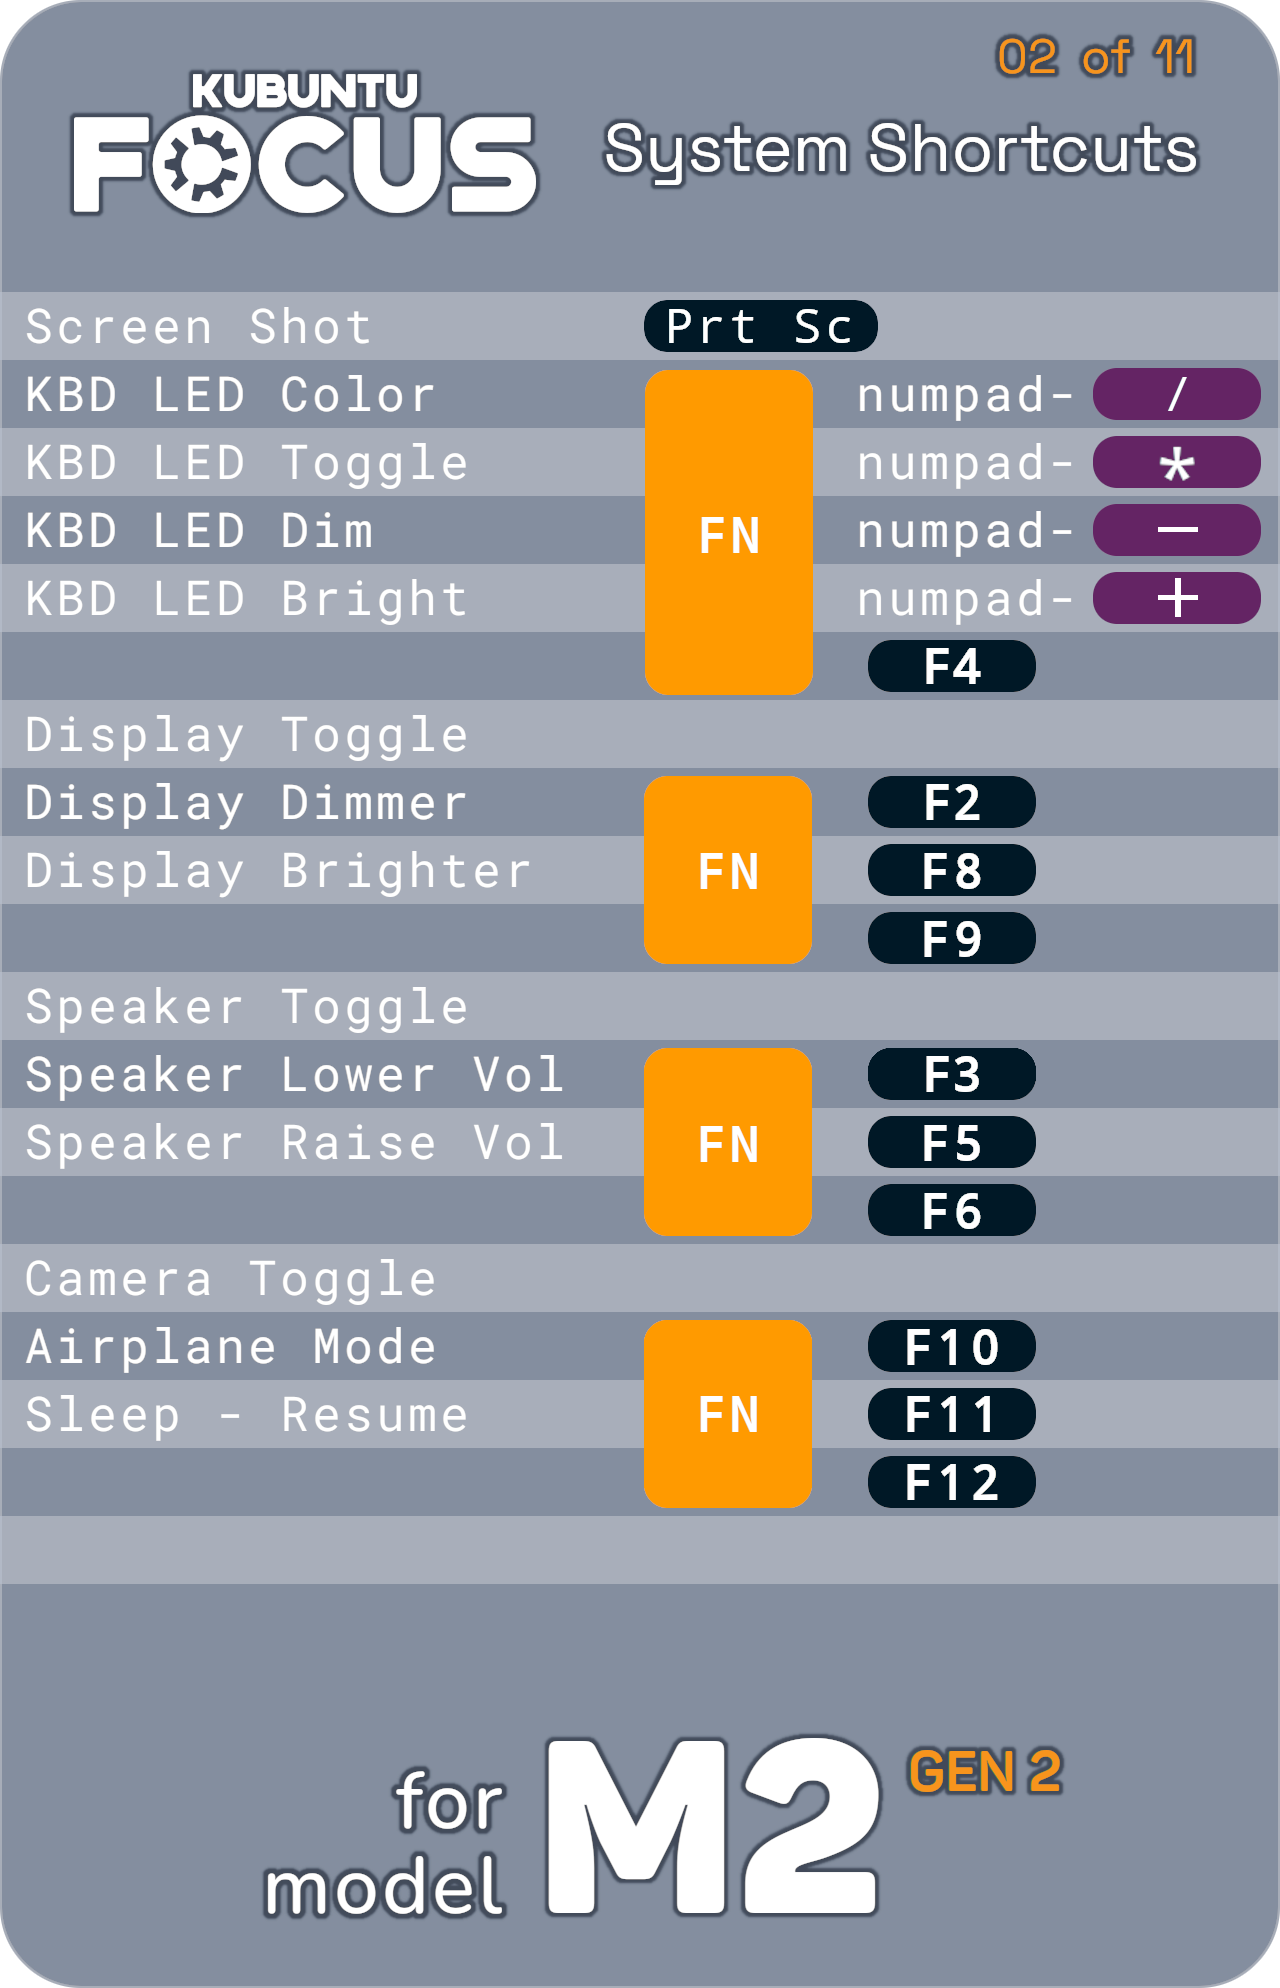 02 of 11
KUBUNTU
FOCUS
System Shortcuts
Screen Shot Prt Sc
KBD LED Color numpad- /
KBD LED Toggle numpad- *
KBD LED Dim FN numpad- −
KBD LED Bright numpad- +
F4
Display Toggle
Display Dimmer F2
Display Brighter FN F8
F9
Speaker Toggle
Speaker Lower Vol F3
Speaker Raise Vol FN F5
F6
Camera Toggle
Airplane Mode F10
Sleep - Resume FN F11
F12
for
model M2 GEN 2